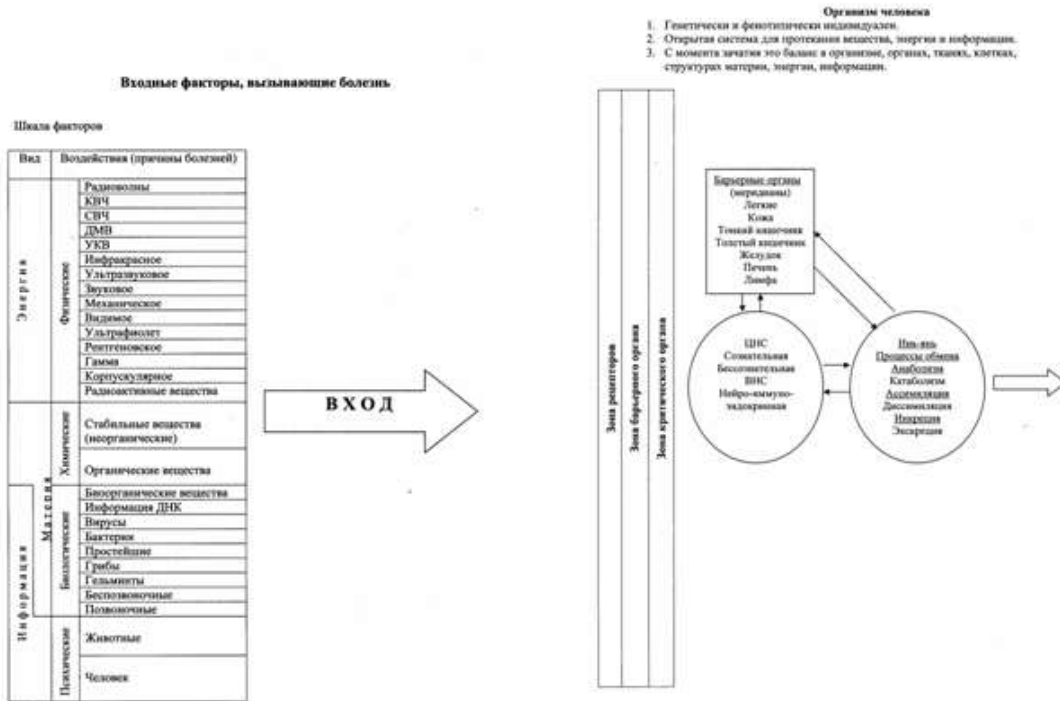 Организм человека
1. Генетически и фенотипически индивидуален.
2. Открытая система для протекания вещества, энергии и информации.
3. С момента зачатия это баланс в организме, органах, тканях, клетках,
структурах материи, энергии, информации.
Входные факторы, вызывающие болезнь
Шкала факторов
Вид
Воздействия (причины болезней)
Энергия
Материя
Информация
Физические
Радиоволны
КВЧ
СВЧ
ДМВ
УКВ
Инфракрасное
Ультразвуковое
Звуковое
Механическое
Видимое
Ультрафиолет
Рентгеновское
Гамма
Корпускулярное
Радиоактивные вещества
Химические
Стабильные вещества
(неорганические)
Органические вещества
Биологические
Биоорганические вещества
Информация ДНК
Вирусы
Бактерии
Простейшие
Грибы
Гельминты
Беспозвоночные
Позвоночные
Психические
Животные
Человек
ВХОД
Зона рецепторов
Зона барьерного органа
Зона критического органа
Барьерные органы
(меридианы)
Легкие
Кожа
Тонкий кишечник
Толстый кишечник
Желудок
Печень
Лимфа
ЦНС
Сознательная
Бессознательная
ВНС
Нейро-иммуно-
эндокринная
Инь-янь
Процессы обмена
Анаболизм
Катаболизм
Ассимиляция
Диссимиляция
Инкреция
Экскреция